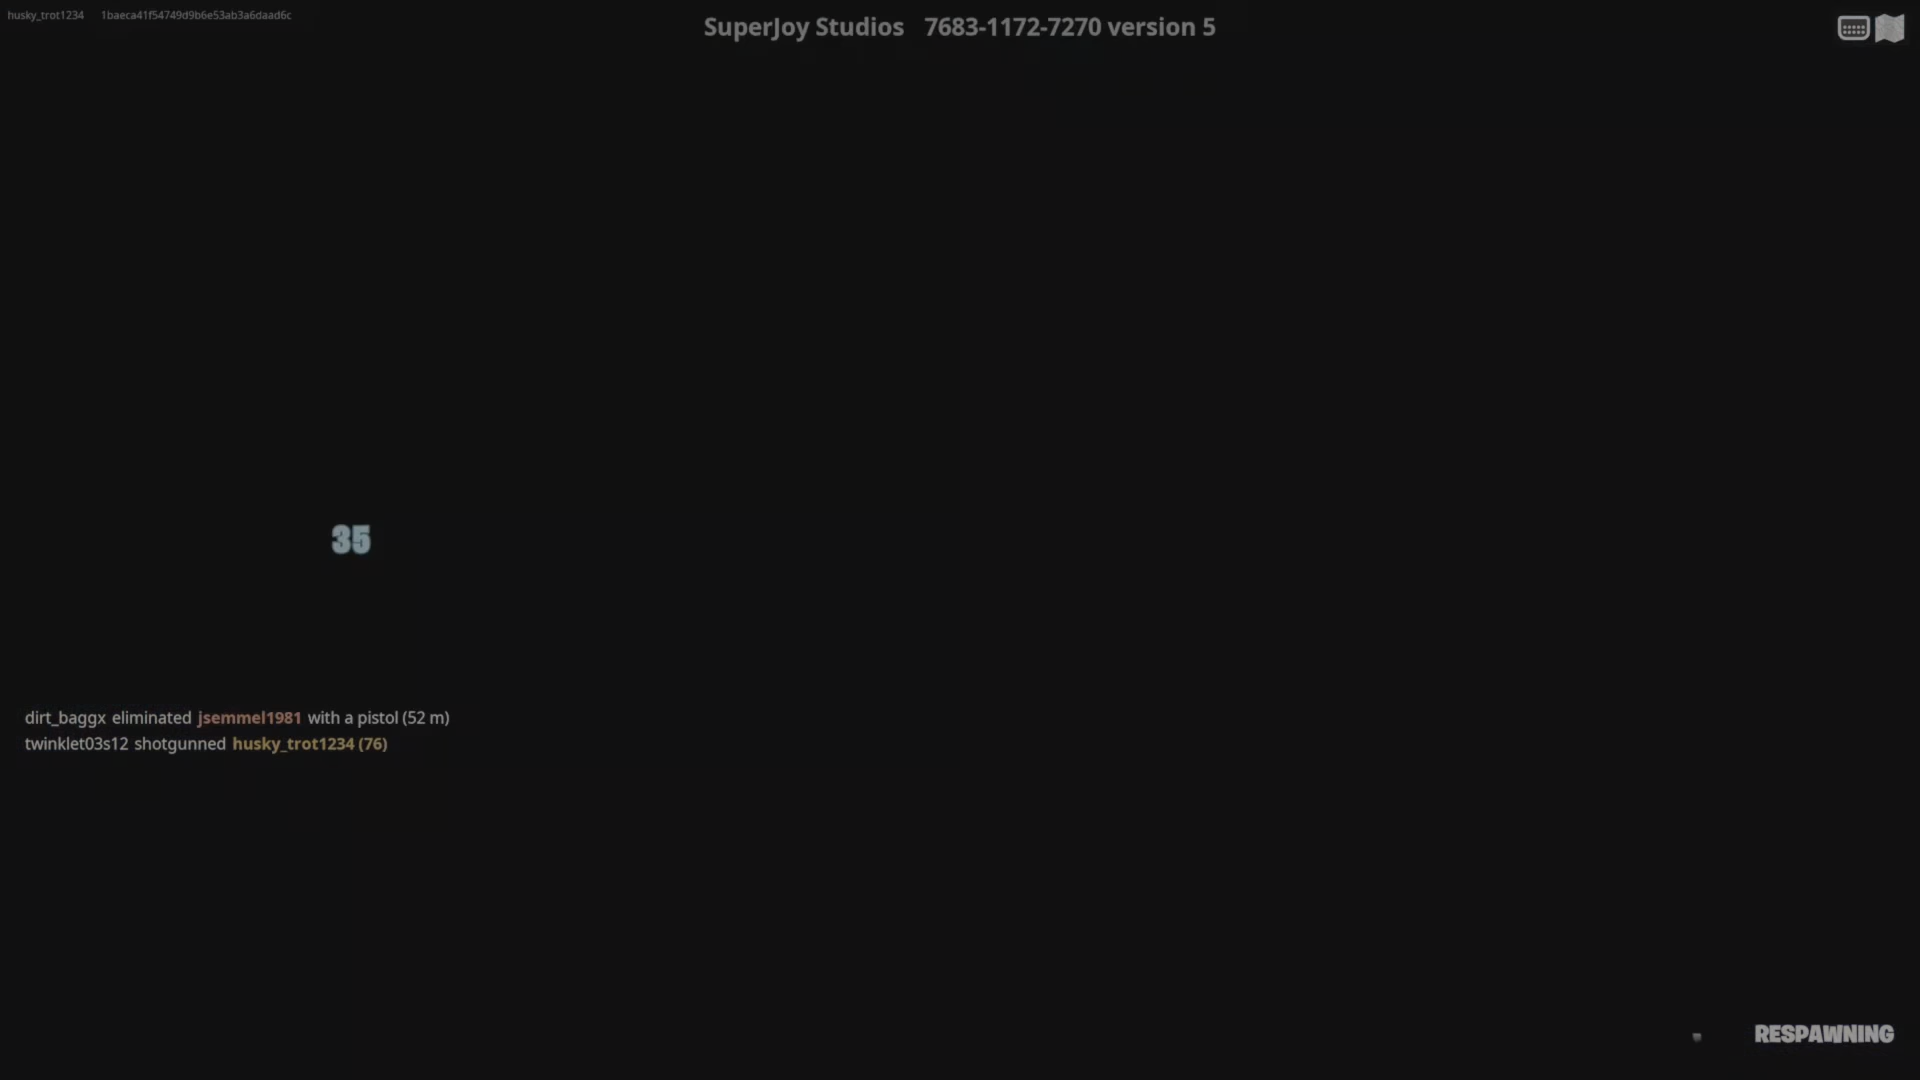 husky_trot1234 1baeca41f54749d9b6e53ab3a6daad6c
SuperJoy Studios 7683-1172-7270 version 5
35
dirt_baggx eliminated jsemmel1981 with a pistol (52 m)
twinklet03s12 shotgunned husky_trot1234 (76)
RESPAWNING